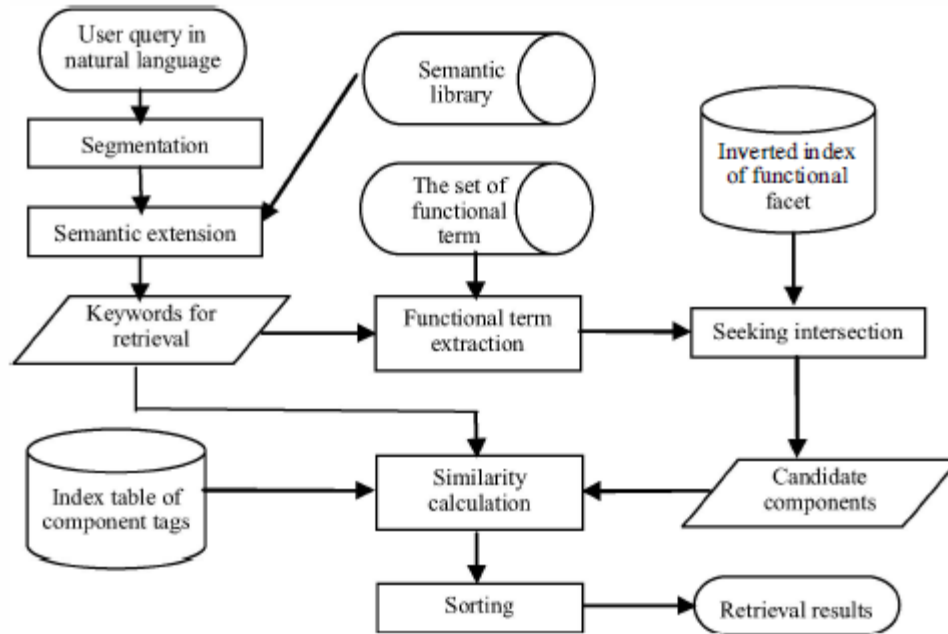 User query in
natural language
Semantic
library
Segmentation
Inverted index
of functional
facet
The set of
functional
term
Semantic extension
Keywords for
retrieval
Functional term
extraction
Seeking intersection
Index table of
component tags
Similarity
calculation
Candidate
components
Sorting
Retrieval results